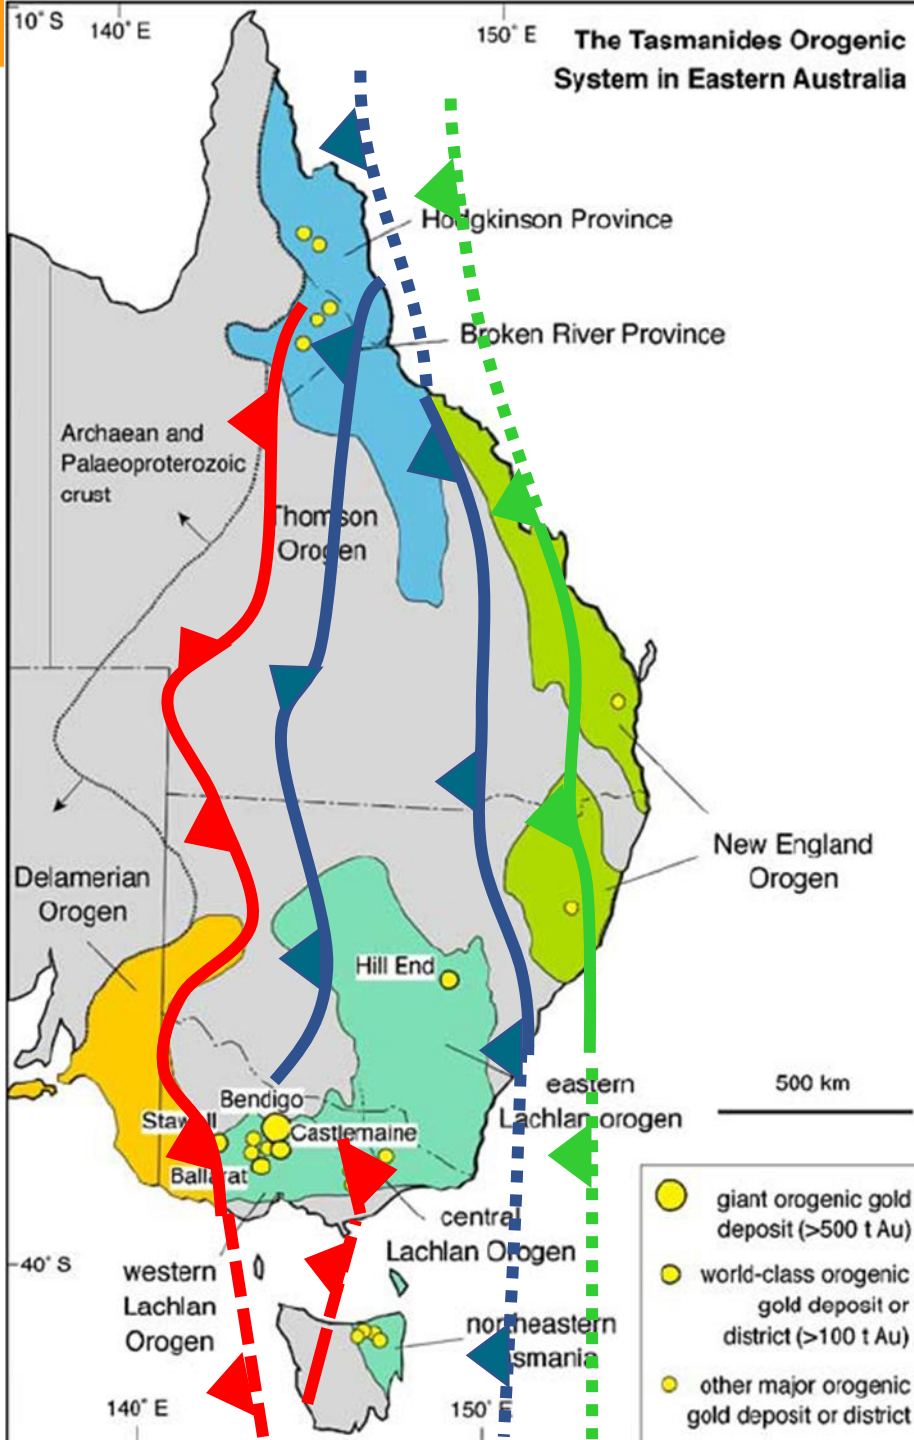 10° S
140° E
150° E
The Tasmanides Orogenic
System in Eastern Australia
Hodgkinson Province
Broken River Province
Archaean and
Palaeoproterozoic
crust
Thomson
Orogen
New England
Orogen
Delamerian
Orogen
Hill End
eastern
Lachlan orogen
500 km
Bendigo
Stawell
Castlemaine
Ballarat
central
Lachlan Orogen
40° S
western
Lachlan
Orogen
northeastern
Tasmania
giant orogenic gold
deposit (>500 t Au)
world-class orogenic
gold deposit or
district (>100 t Au)
other major orogenic
gold deposit or district
140° E
150° E